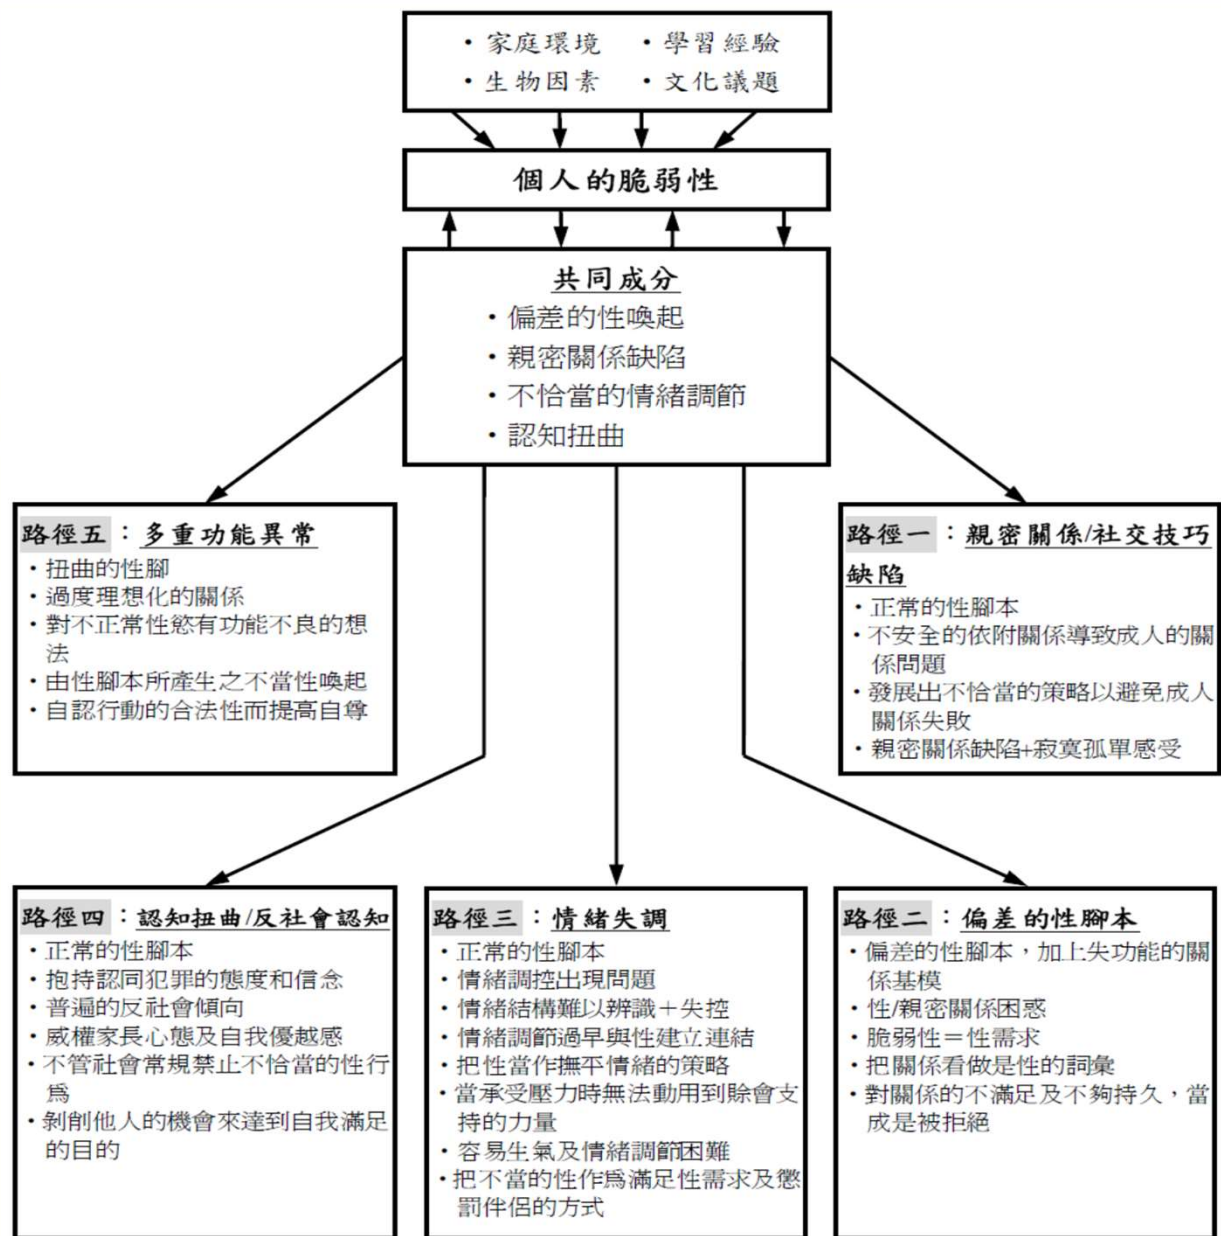 ・家庭環境　・學習經驗
・生物因素　・文化議題
個人的脆弱性
共同成分
・偏差的性喚起
・親密關係缺陷
・不恰當的情緒調節
・認知扭曲
路徑五：多重功能異常
・扭曲的性腳
・過度理想化的關係
・對不正常性慾有功能不良的想
法
・由性腳本所產生之不當性喚起
・自認行動的合法性而提高自尊
路徑一：親密關係/社交技巧
缺陷
・正常的性腳本
・不安全的依附關係導致成人的關
係問題
・發展出不恰當的策略以避免成人
關係失敗
・親密關係缺陷+寂寞孤單感受
路徑四：認知扭曲/反社會認知
・正常的性腳本
・抱持認同犯罪的態度和信念
・普遍的反社會傾向
・威權家長心態及自我優越感
・不管社會常規禁止不恰當的性行
為
・剝削他人的機會來達到自我滿足
的目的
路徑三：情緒失調
・正常的性腳本
・情緒調控出現問題
・情緒結構難以辨識＋失控
・情緒調節過早與性建立連結
・把性當作撫平情緒的策略
・當承受壓力時無法動用到賒會支
持的力量
・容易生氣及情緒調節困難
・把不當的性作爲滿足性需求及懲
罰伴侶的方式
路徑二：偏差的性腳本
・偏差的性腳本，加上失功能的關
係基模
・性/親密關係困惑
・脆弱性＝性需求
・把關係看做是性的詞彙
・對關係的不滿足及不夠持久，當
成是被拒絕